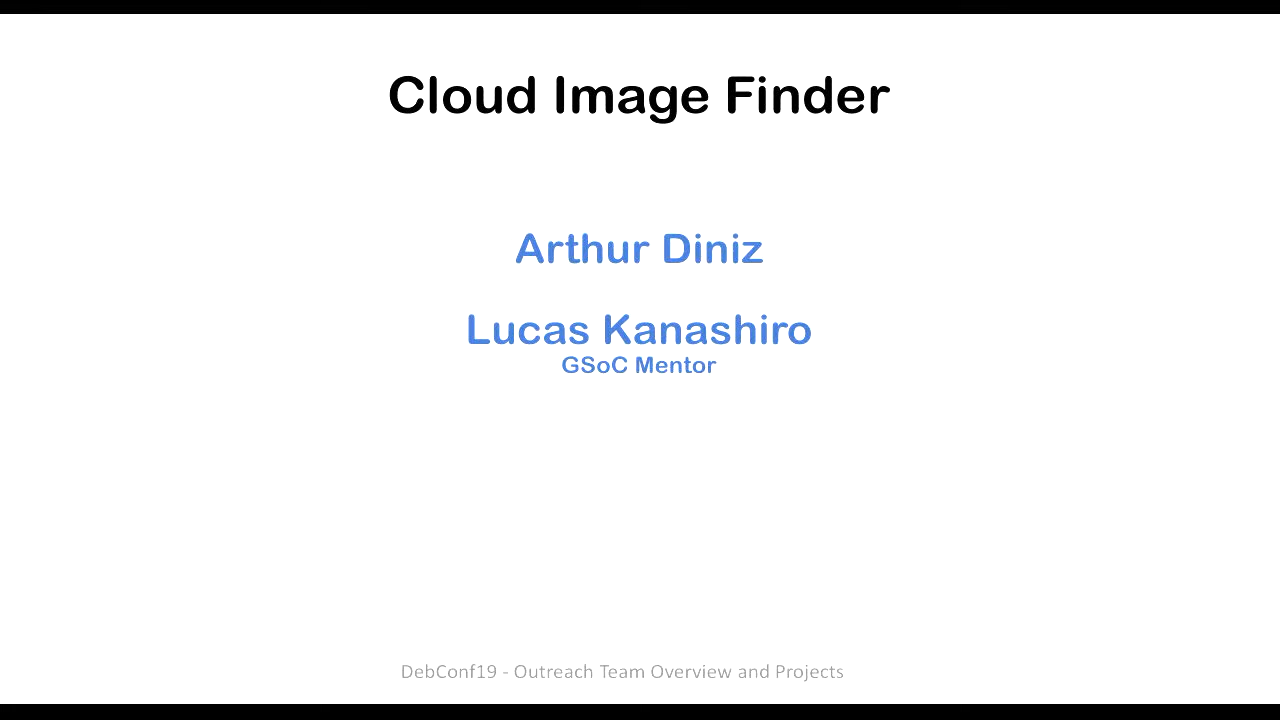 Cloud Image Finder
Arthur Diniz
Lucas Kanashiro
GSoC Mentor
DebConf19 - Outreach Team Overview and Projects